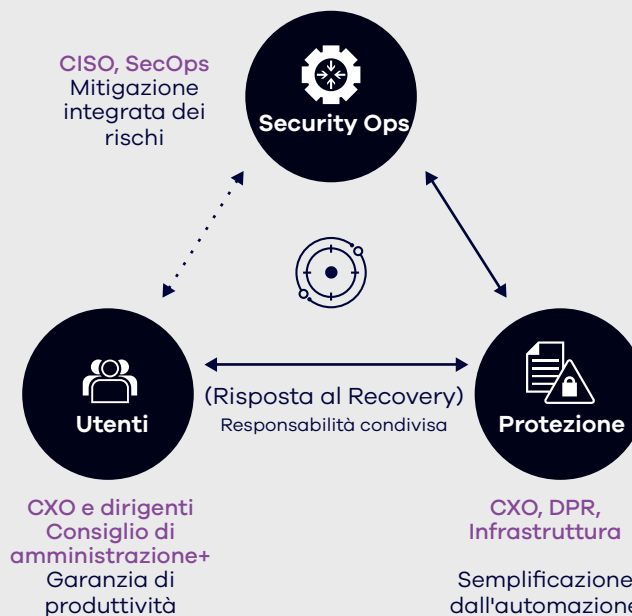 CISO, SecOps
Mitigazione
integrata dei
rischi
Security Ops
Utenti
(Risposta al Recovery)
Responsabilità condivisa
Protezione
CXO e dirigenti
Consiglio di
amministrazione+
Garanzia di
produttività
CXO, DPR,
Infrastruttura
Semplificazione
dall'automazione